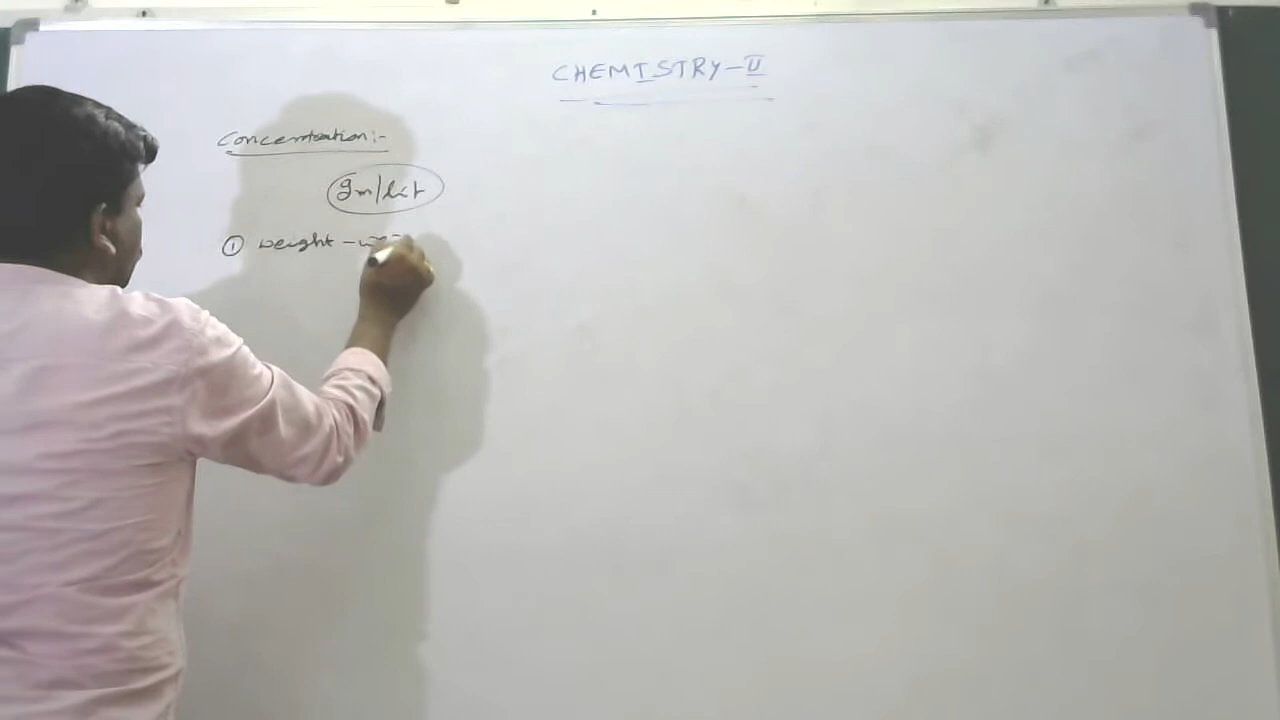 CHEMISTRY-II
Concentration:-
gm/lit
① weight -